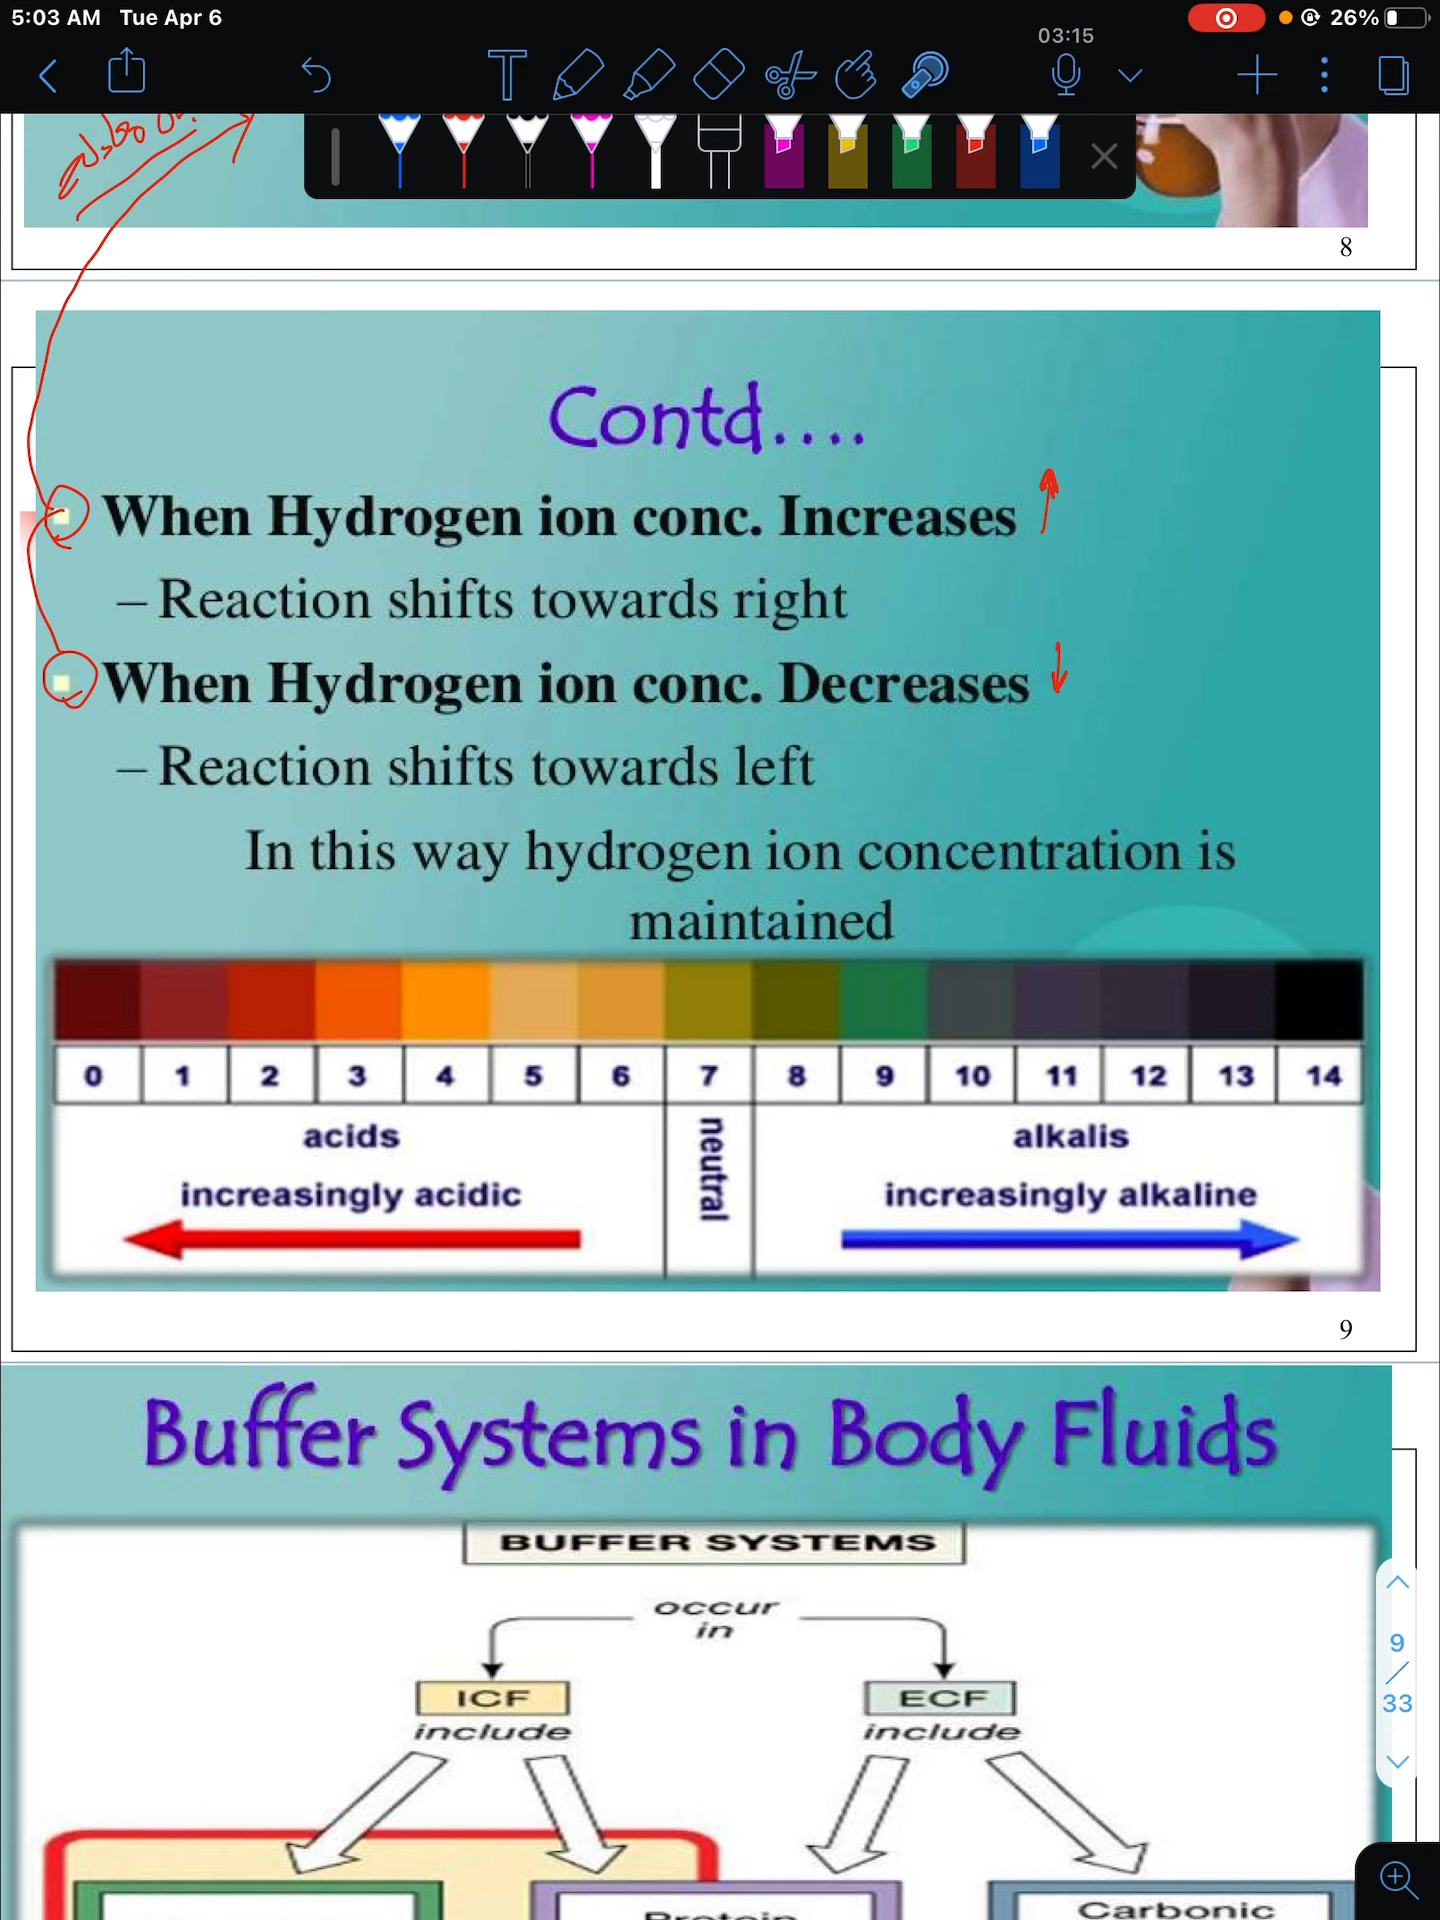 5:03 AM Tue Apr 6
26%
03:15
8
Contd....
When Hydrogen ion conc. Increases
– Reaction shifts towards right
When Hydrogen ion conc. Decreases
– Reaction shifts towards left
In this way hydrogen ion concentration is
maintained
0 1 2 3 4 5 6 7 8 9 10 11 12 13 14
acids neutral alkalis
increasingly acidic increasingly alkaline
9
Buffer Systems in Body Fluids
BUFFER SYSTEMS
occur
in
ICF ECF
include include
9
33
Carbonic